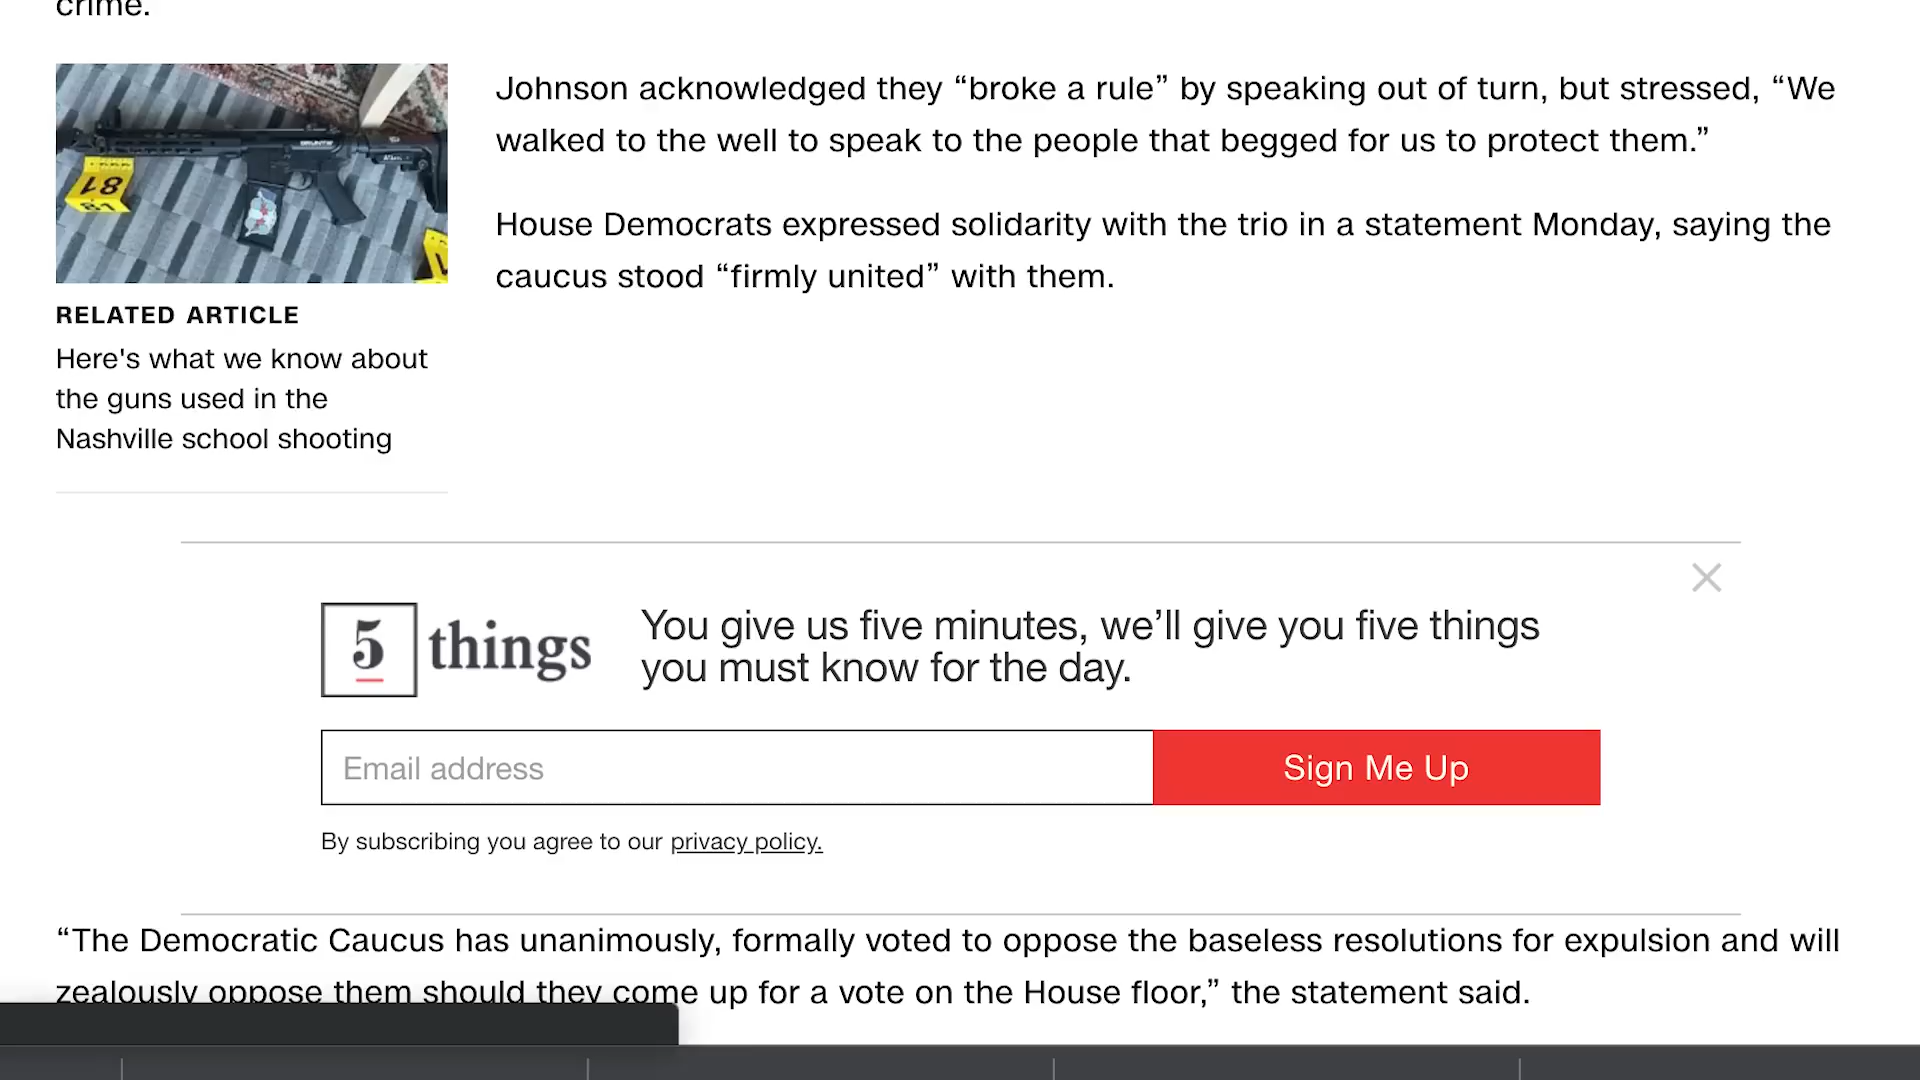 crime.
Johnson acknowledged they “broke a rule” by speaking out of turn, but stressed, “We
walked to the well to speak to the people that begged for us to protect them.”
House Democrats expressed solidarity with the trio in a statement Monday, saying the
caucus stood “firmly united” with them.
81
RELATED ARTICLE
Here's what we know about
the guns used in the
Nashville school shooting
5 things
You give us five minutes, we’ll give you five things
you must know for the day.
Email address
Sign Me Up
By subscribing you agree to our privacy policy.
“The Democratic Caucus has unanimously, formally voted to oppose the baseless resolutions for expulsion and will
zealously oppose them should they come up for a vote on the House floor,” the statement said.